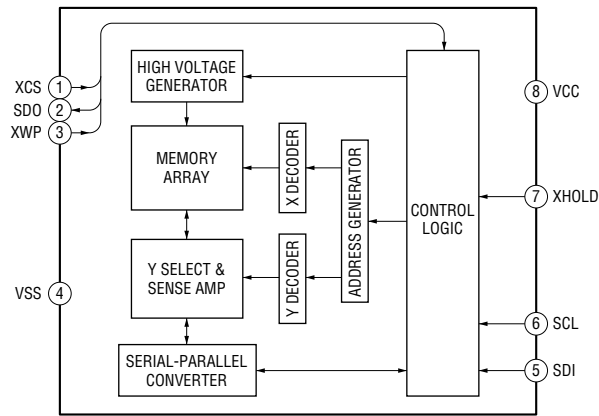 HIGH VOLTAGE
GENERATOR
XCS 1
SDO 2
XWP 3
8 VCC
MEMORY
ARRAY
X DECODER
ADDRESS GENERATOR
CONTROL
LOGIC
7 XHOLD
Y SELECT &
SENSE AMP
Y DECODER
VSS 4
6 SCL
SERIAL-PARALLEL
CONVERTER
5 SDI